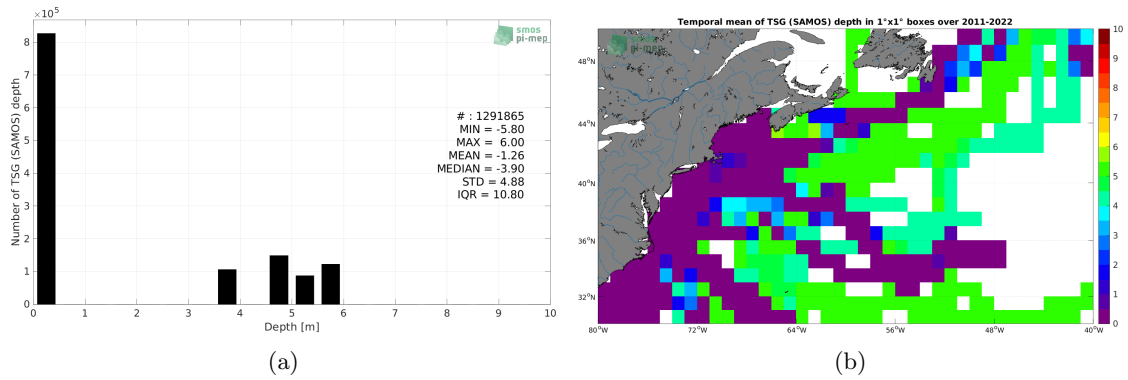 ×10⁵
8
7
6
5
4
3
2
1
0
Number of TSG (SAMOS) depth
smos
pi-mep
# : 1291865
MIN = -5.80
MAX = 6.00
MEAN = -1.26
MEDIAN = -3.90
STD = 4.88
IQR = 10.80
0 1 2 3 4 5 6 7 8 9 10
Depth [m]
(a)
Temporal mean of TSG (SAMOS) depth in 1°x1° boxes over 2011-2022
smos
pi-mep
48°N
44°N
40°N
36°N
32°N
80°W 72°W 64°W 56°W 48°W 40°W
10
9
8
7
6
5
4
3
2
1
0
(b)